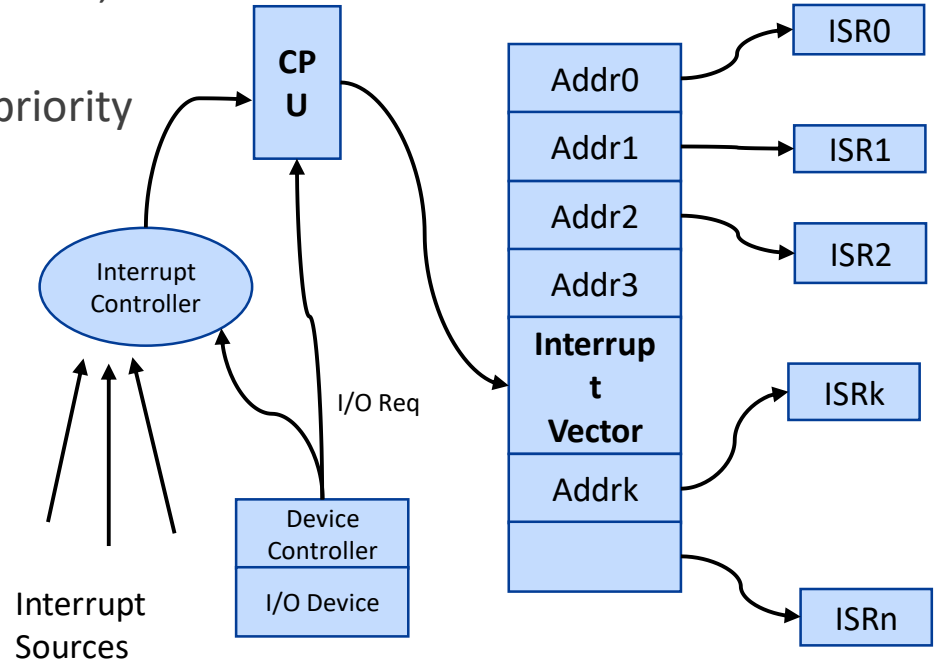 priority
CP
U
Interrupt
Controller
I/O Req
Device
Controller
I/O Device
Interrupt
Sources
Addr0
Addr1
Addr2
Addr3
Interrup
t
Vector
Addrk
ISR0
ISR1
ISR2
ISRk
ISRn